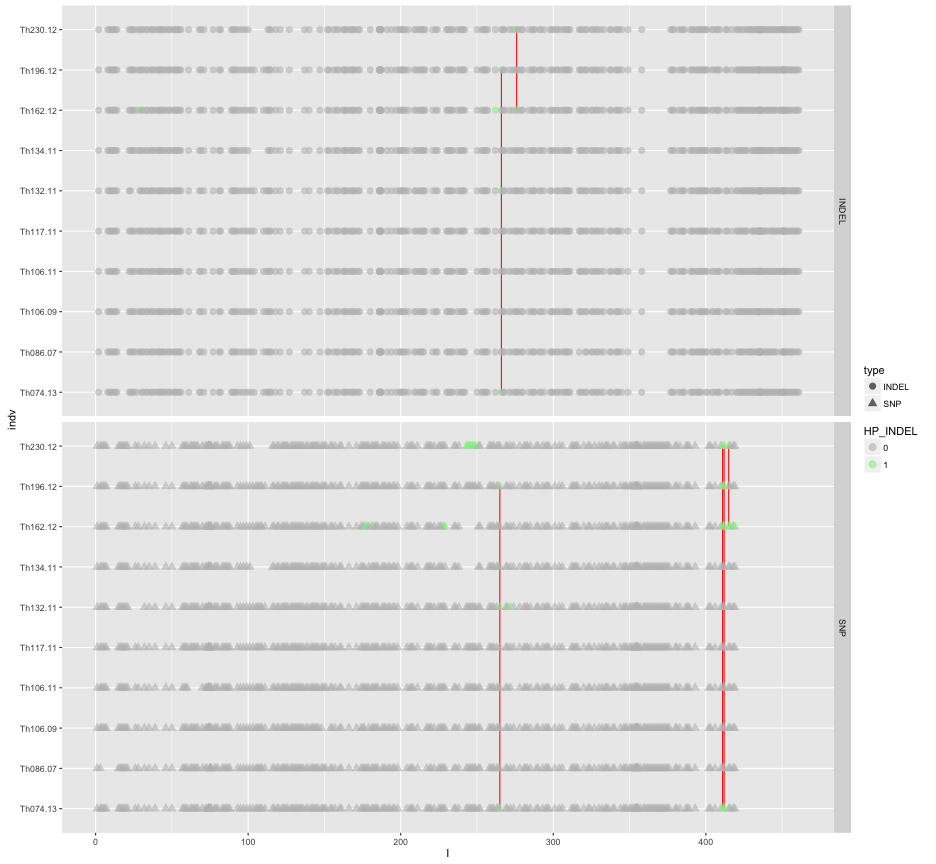 Th230.12
Th196.12
Th162.12
Th134.11
Th132.11
Th117.11
Th106.11
Th106.09
Th086.07
Th074.13
INDEL
indv
Th230.12
Th196.12
Th162.12
Th134.11
Th132.11
Th117.11
Th106.11
Th106.09
Th086.07
Th074.13
SNP
0
100
200
300
400
I
type
INDEL
SNP
HP_INDEL
0
1